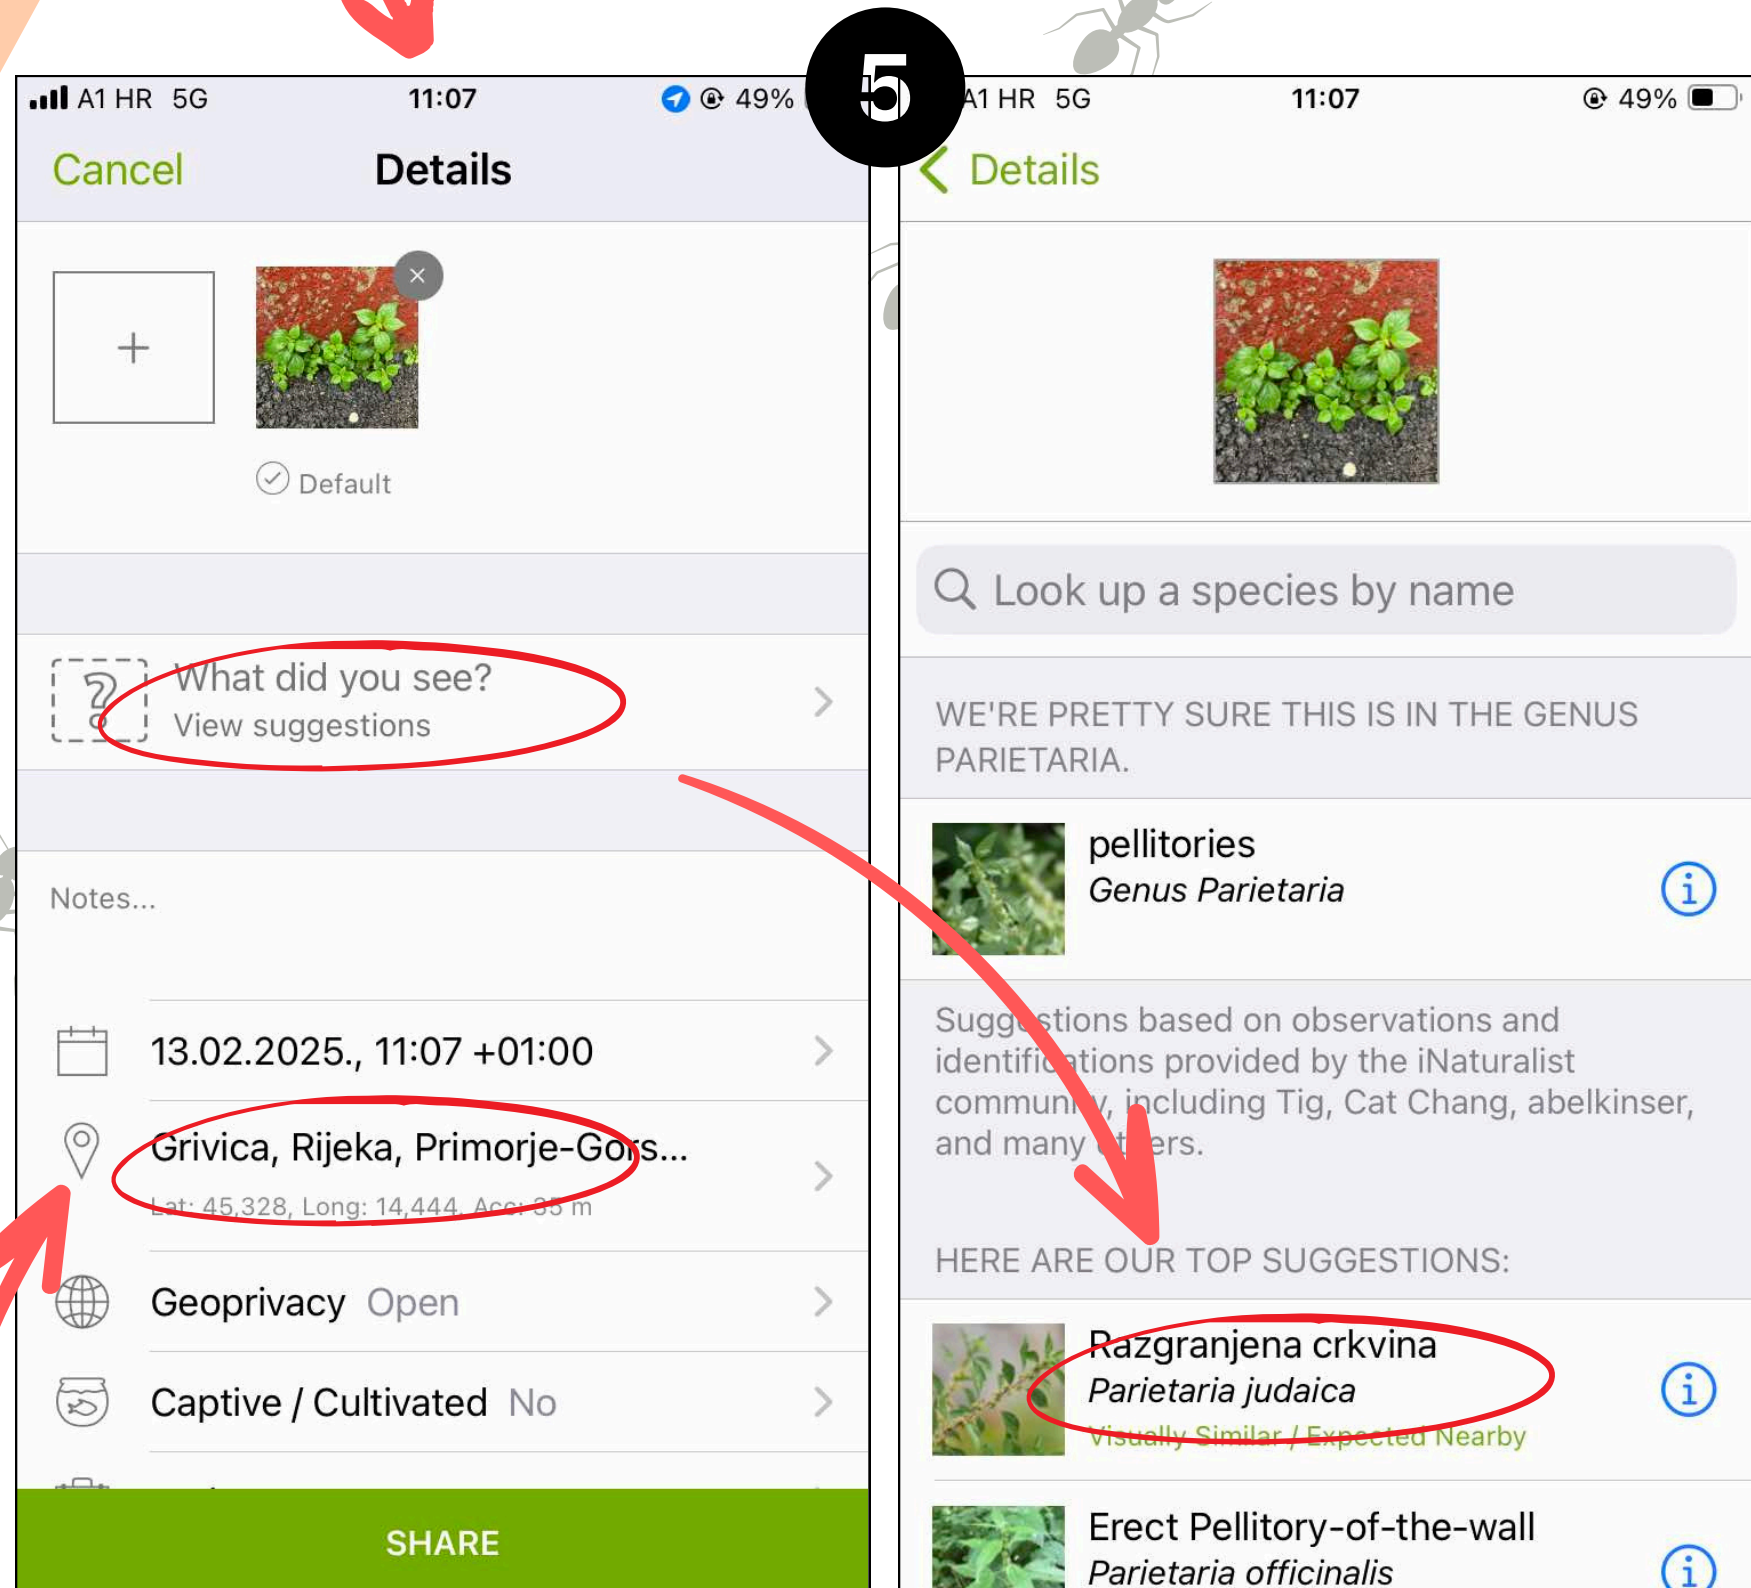 5
A1 HR 5G 11:07 49%
Cancel Details
+
Default
What did you see?
View suggestions
Notes...
13.02.2025., 11:07 +01:00
Grivica, Rijeka, Primorje-Gors...
Lat: 45,328, Long: 14,444, Acc: 35 m
Geoprivacy Open
Captive / Cultivated No
SHARE
A1 HR 5G 11:07 49%
Details
Look up a species by name
WE'RE PRETTY SURE THIS IS IN THE GENUS
PARIETARIA.
pellitories
Genus Parietaria
Suggestions based on observations and
identifications provided by the iNaturalist
community, including Tig, Cat Chang, abelkinser,
and many others.
HERE ARE OUR TOP SUGGESTIONS:
Razgranjena crkvina
Parietaria judaica
Visually Similar / Expected Nearby
Erect Pellitory-of-the-wall
Parietaria officinalis